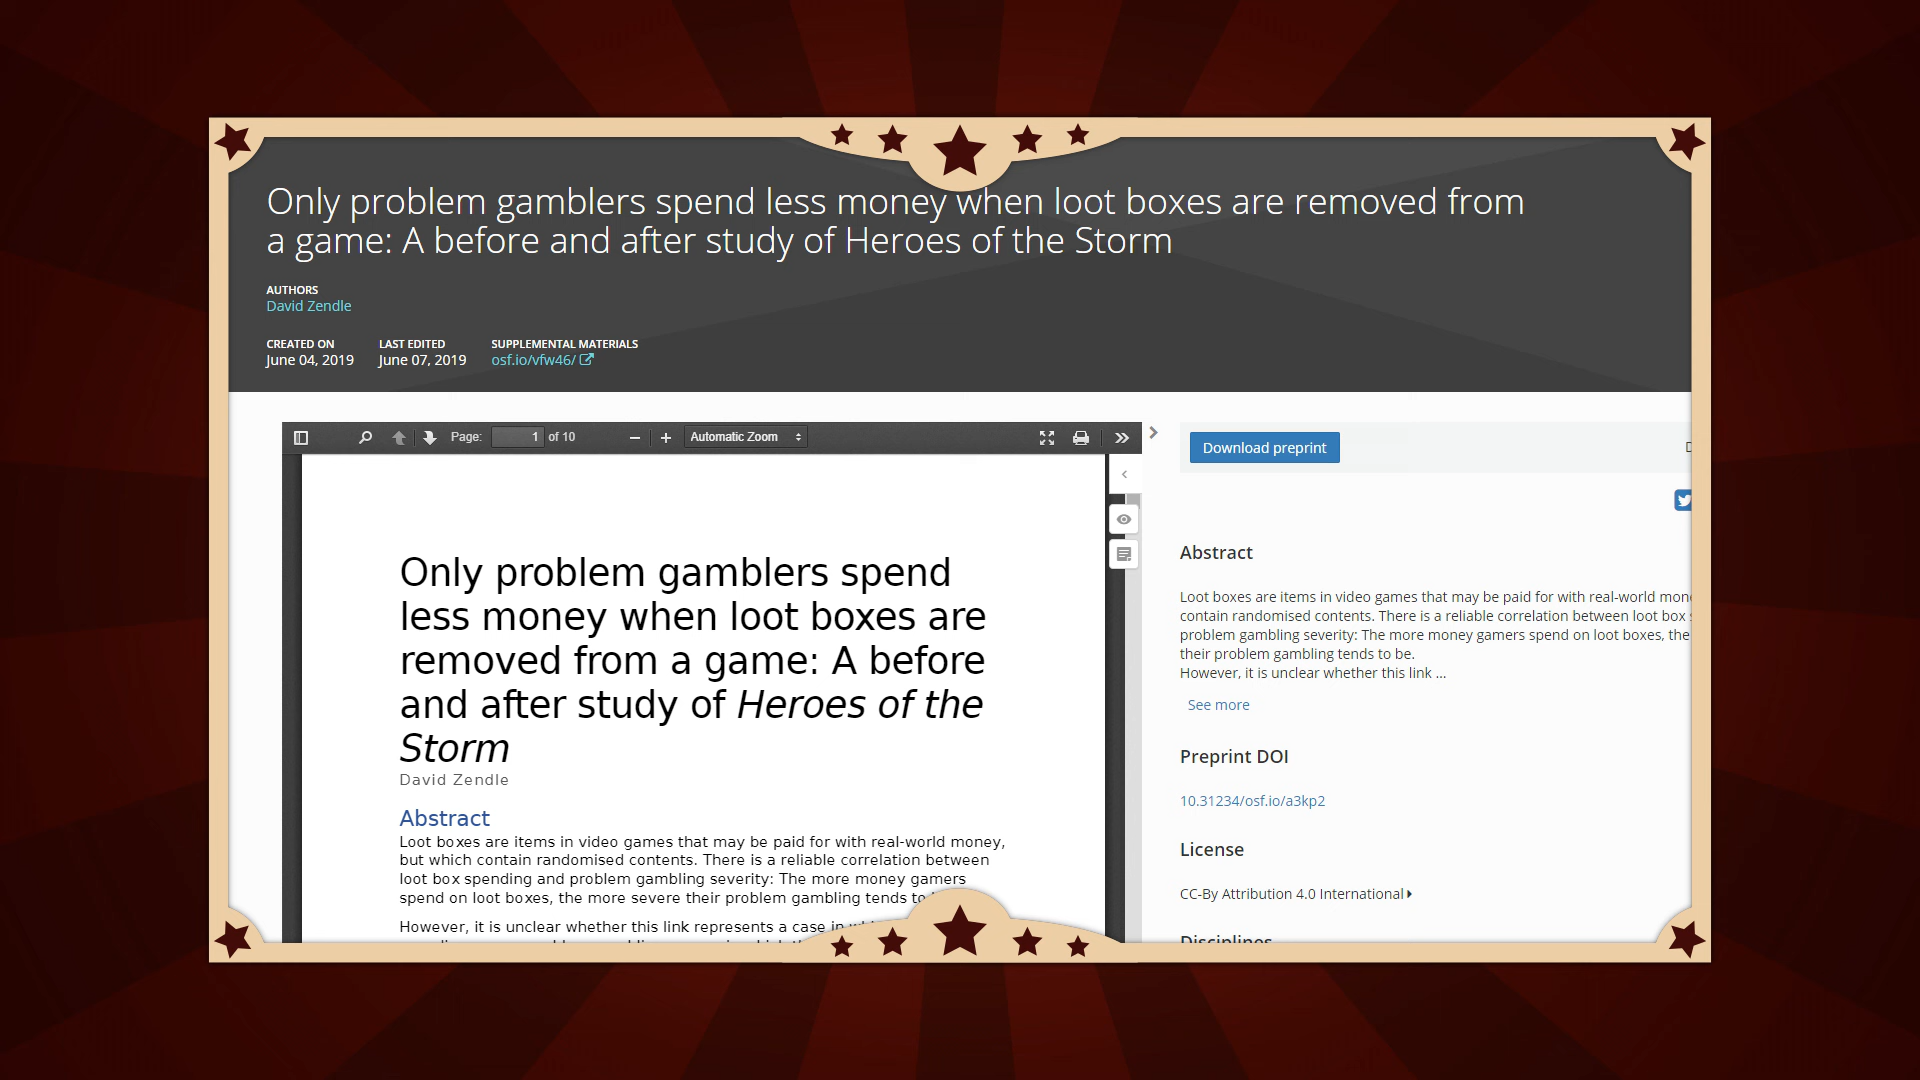 Only problem gamblers spend less money when loot boxes are removed from
a game: A before and after study of Heroes of the Storm
AUTHORS
David Zendle
CREATED ON
June 04, 2019
LAST EDITED
June 07, 2019
SUPPLEMENTAL MATERIALS
osf.io/vfw46/
Page: 1 of 10
Automatic Zoom
Only problem gamblers spend
less money when loot boxes are
removed from a game: A before
and after study of Heroes of the
Storm
David Zendle
Abstract
Loot boxes are items in video games that may be paid for with real-world money,
but which contain randomised contents. There is a reliable correlation between
loot box spending and problem gambling severity: The more money gamers
spend on loot boxes, the more severe their problem gambling tends to
However, it is unclear whether this link represents a case in
Download preprint
Abstract
Loot boxes are items in video games that may be paid for with real-world
contain randomised contents. There is a reliable correlation between loot box
problem gambling severity: The more money gamers spend on loot boxes, the
their problem gambling tends to be.
However, it is unclear whether this link ...
See more
Preprint DOI
10.31234/osf.io/a3kp2
License
CC-By Attribution 4.0 International
Disciplines